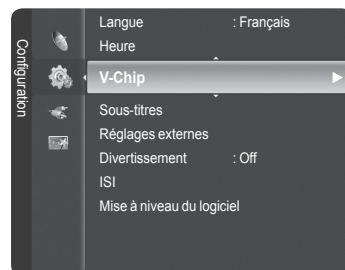 Configuration
Langue : Français
Heure
V-Chip
Sous-titres
Réglages externes
Divertissement : Off
ISI
Mise à niveau du logiciel